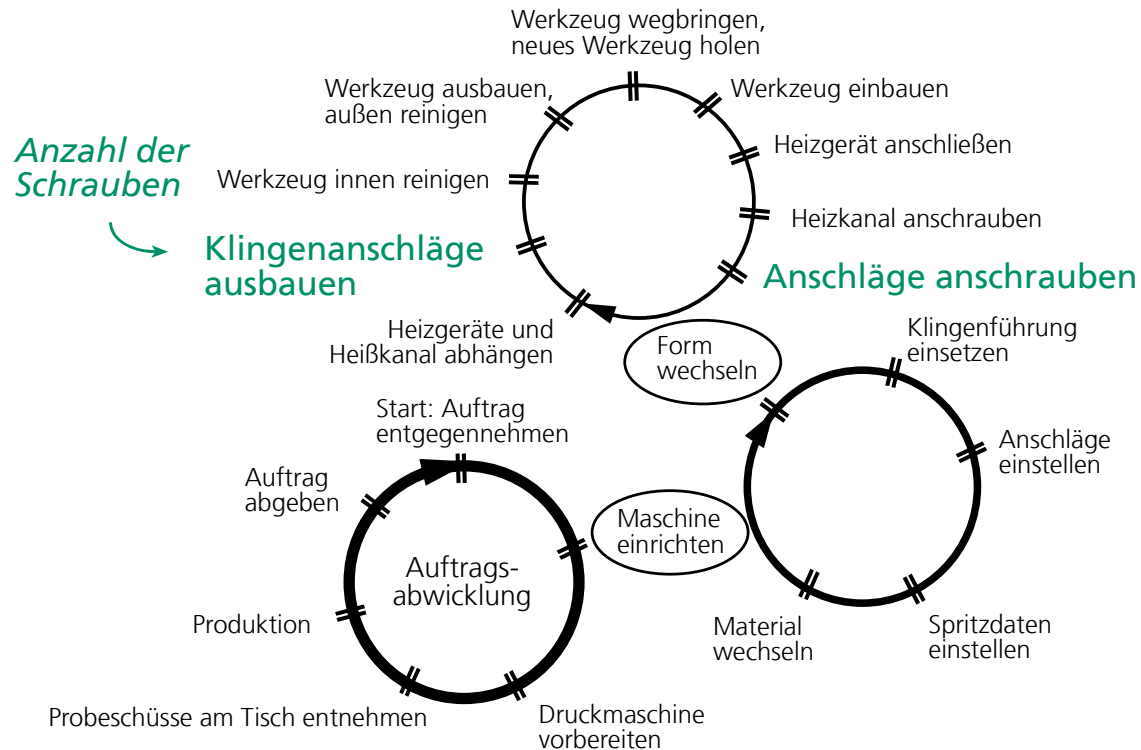 Werkzeug wegbringen,
neues Werkzeug holen
Werkzeug ausbauen,
außen reinigen
Werkzeug einbauen
Anzahl der
Schrauben
Heizgerät anschließen
Werkzeug innen reinigen
Heizkanal anschrauben
Klingenanschläge
ausbauen
Anschläge anschrauben
Heizgeräte und
Heißkanal abhängen
Form
wechseln
Klingenführung
einsetzen
Start: Auftrag
entgegennehmen
Anschläge
einstellen
Auftrag
abgeben
Maschine
einrichten
Auftrags-
abwicklung
Produktion
Material
wechseln
Spritzdaten
einstellen
Probeschüsse am Tisch entnehmen
Druckmaschine
vorbereiten